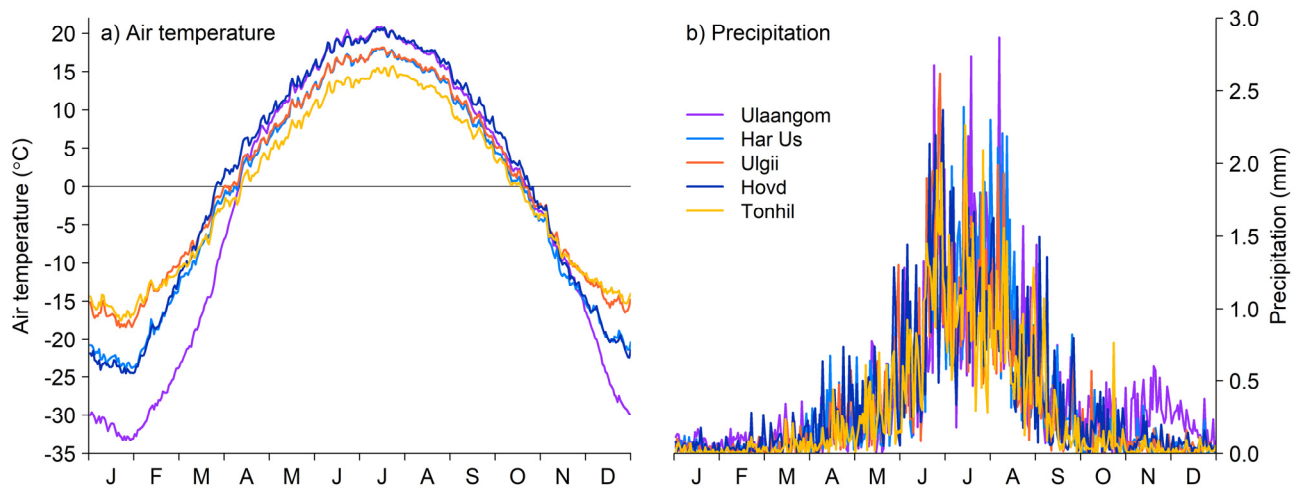 a) Air temperature
Air temperature (°C)
20
15
10
5
0
-5
-10
-15
-20
-25
-30
-35
J F M A M J J A S O N D
b) Precipitation
Ulaangom
Har Us
Ulgii
Hovd
Tonhil
3.0
2.5
2.0
1.5
1.0
0.5
0.0
Precipitation (mm)
J F M A M J J A S O N D